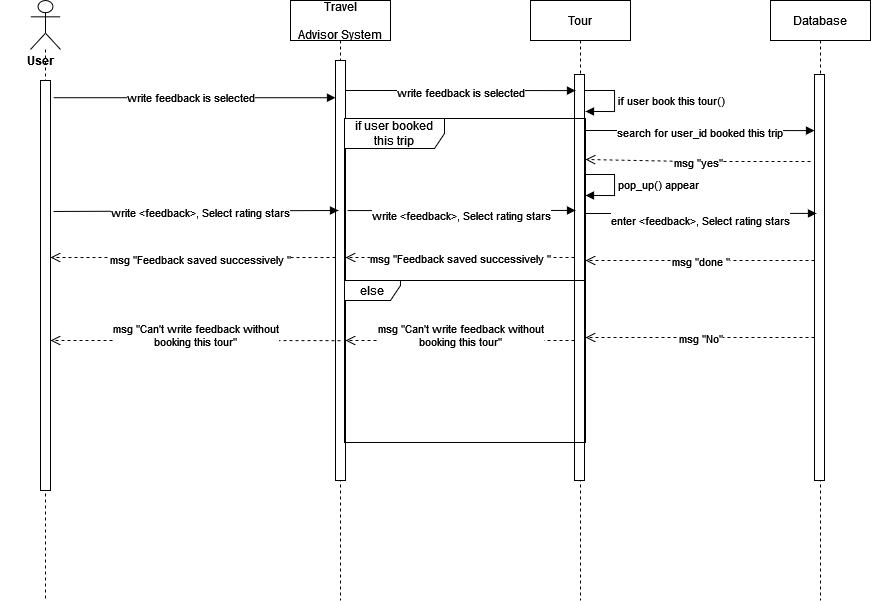 Travel
Advisor System
Tour
Database
User
write feedback is selected
write feedback is selected
if user book this tour()
if user booked
this trip
search for user_id booked this trip
msg "yes"
pop_up() appear
write <feedback>, Select rating stars
write <feedback>, Select rating stars
enter <feedback>, Select rating stars
msg "Feedback saved successively "
msg "Feedback saved successively "
msg "done "
else
msg "Can't write feedback without
booking this tour"
msg "Can't write feedback without
booking this tour"
msg "No"